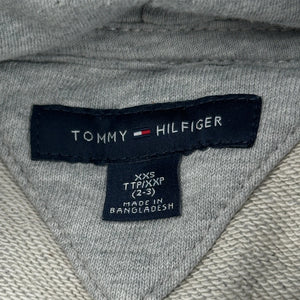 TOMMY HILFIGER
XXS
TTP/XXP
(2-3)
MADE IN
BANGLADESH